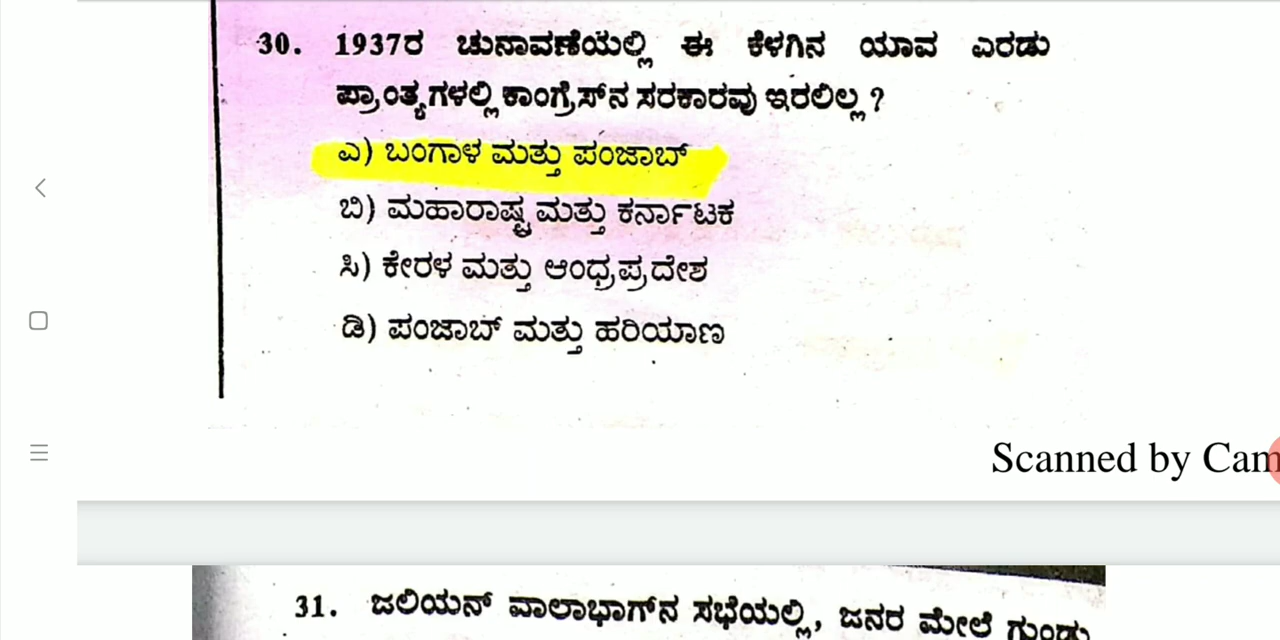 30. 1937ರ ಚುನಾವಣೆಯಲ್ಲಿ ಈ ಕೆಳಗಿನ ಯಾವ ಎರಡು
ಪ್ರಾಂತ್ಯಗಳಲ್ಲಿ ಕಾಂಗ್ರೆಸ್‌ನ ಸರಕಾರವು ಇರಲಿಲ್ಲ ?
ಎ) ಬಂಗಾಳ ಮತ್ತು ಪಂಜಾಬ್
ಬಿ) ಮಹಾರಾಷ್ಟ್ರ ಮತ್ತು ಕರ್ನಾಟಕ
ಸಿ) ಕೇರಳ ಮತ್ತು ಆಂಧ್ರಪ್ರದೇಶ
ಡಿ) ಪಂಜಾಬ್ ಮತ್ತು ಹರಿಯಾಣ
Scanned by Cam
31. ಜಲಿಯನ್ ವಾಲಾಭಾಗ್‌ನ ಸಭೆಯಲ್ಲಿ, ಜನರ ಮೇಲೆ ಗುಂಡು